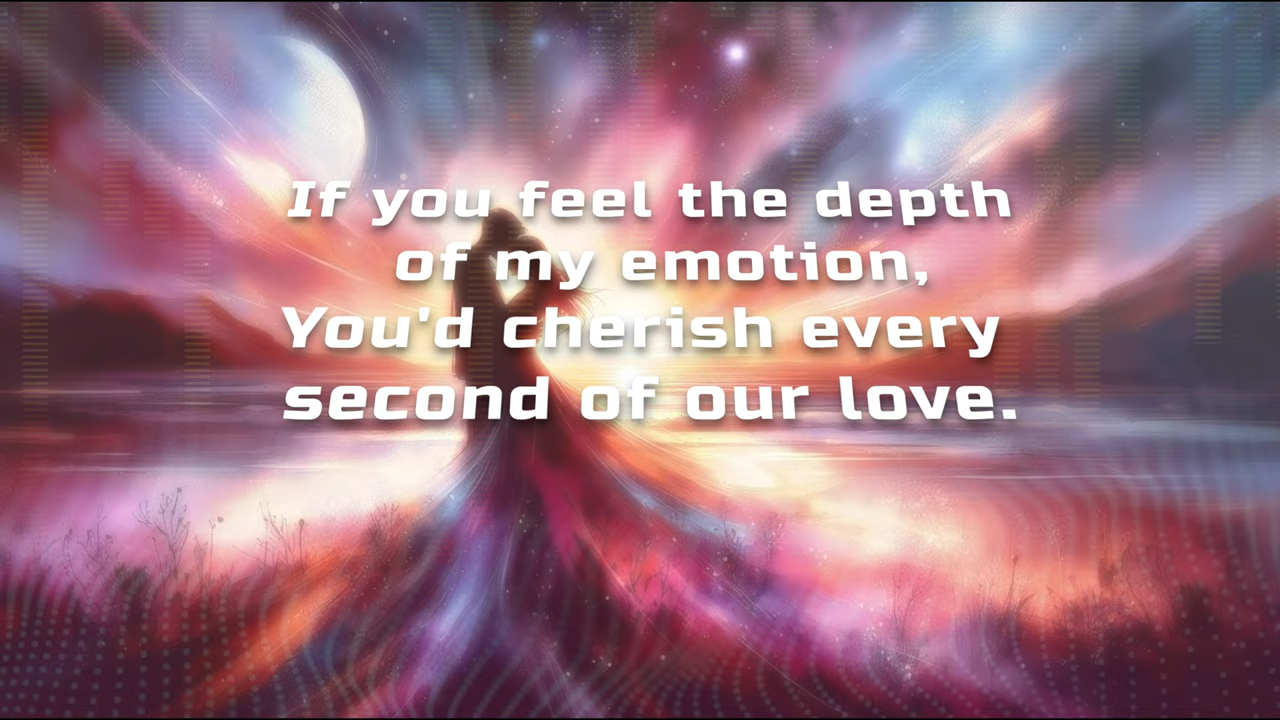 If you feel the depth
of my emotion,
You'd cherish every
second of our love.